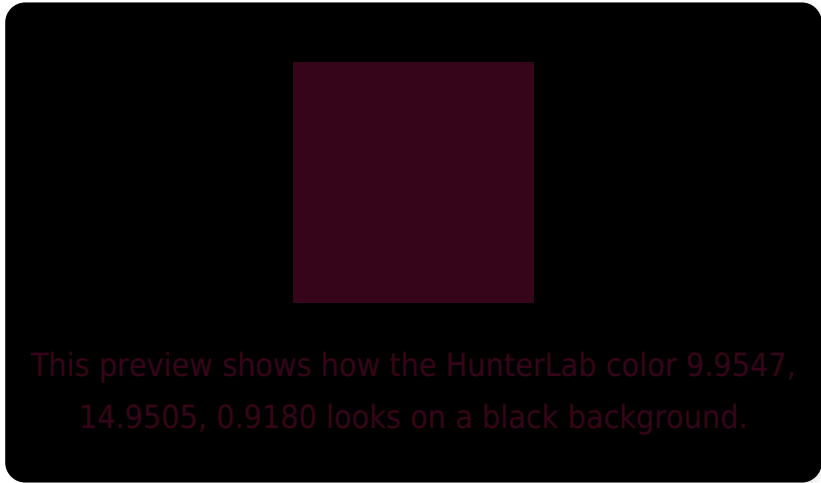 This preview shows how the HunterLab color 9.9547,
14.9505, 0.9180 looks on a black background.